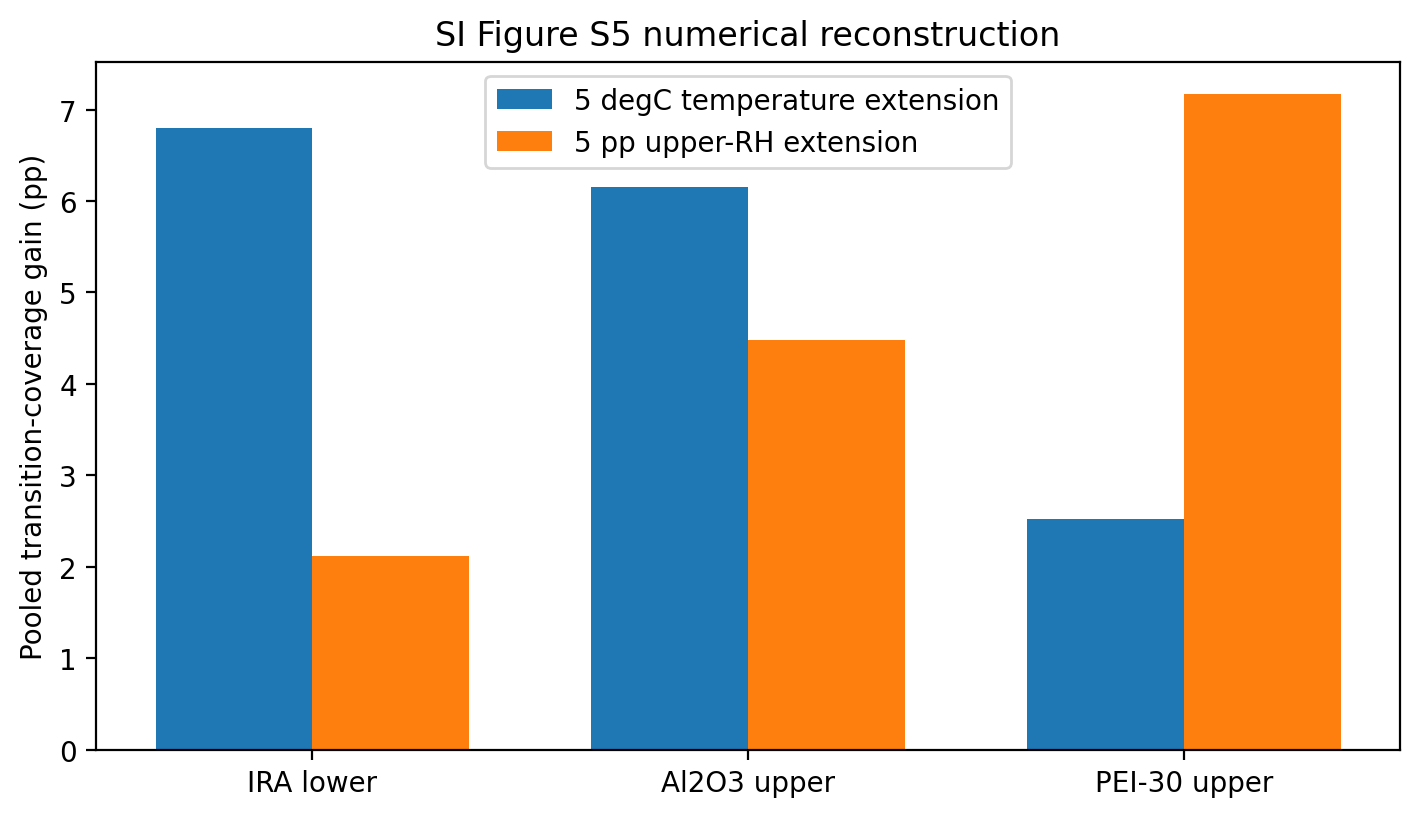 SI Figure S5 numerical reconstruction
5 degC temperature extension
5 pp upper-RH extension
Pooled transition-coverage gain (pp)
7
6
5
4
3
2
1
0
IRA lower
Al2O3 upper
PEI-30 upper